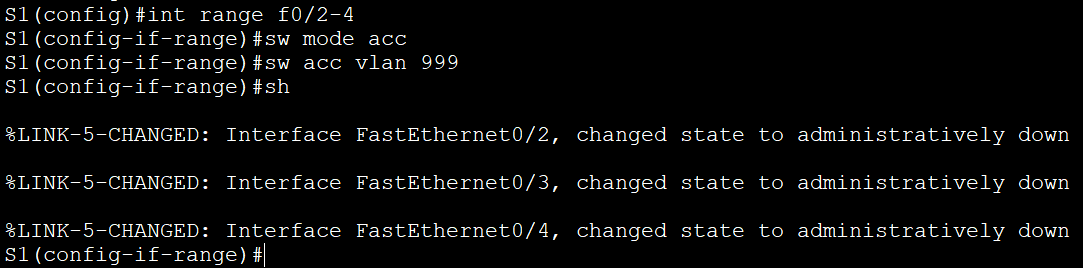 S1(config)#int range f0/2-4
S1(config-if-range)#sw mode acc
S1(config-if-range)#sw acc vlan 999
S1(config-if-range)#sh
%LINK-5-CHANGED: Interface FastEthernet0/2, changed state to administratively down
%LINK-5-CHANGED: Interface FastEthernet0/3, changed state to administratively down
%LINK-5-CHANGED: Interface FastEthernet0/4, changed state to administratively down
S1(config-if-range)#